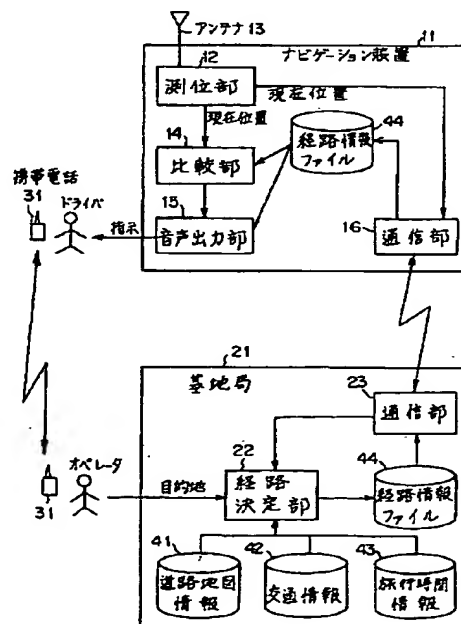 アンテナ 13
11
ナビゲーション装置
12
測位部
現在位置
現在位置
44
経路情報
ファイル
14
比較部
携帯電話
31
ドライバ
指示
15
音声出力部
16
通信部
21
基地局
23
通信部
22
経路
決定部
44
経路情報
ファイル
オペレータ
31
目的地
41
道路地図
情報
42
交通情報
43
旅行時間
情報